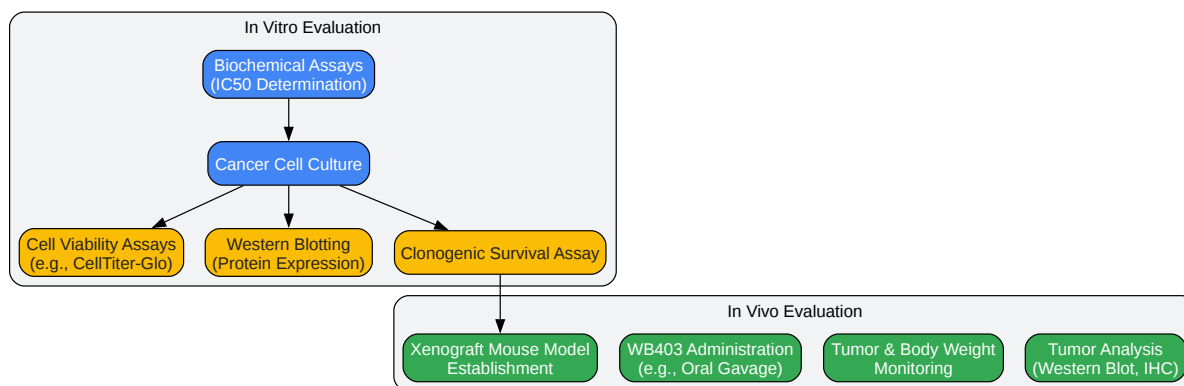 In Vitro Evaluation
Biochemical Assays
(IC50 Determination)
Cancer Cell Culture
Cell Viability Assays
(e.g., CellTiter-Glo)
Western Blotting
(Protein Expression)
Clonogenic Survival Assay
In Vivo Evaluation
Xenograft Mouse Model
Establishment
WB403 Administration
(e.g., Oral Gavage)
Tumor & Body Weight
Monitoring
Tumor Analysis
(Western Blot, IHC)